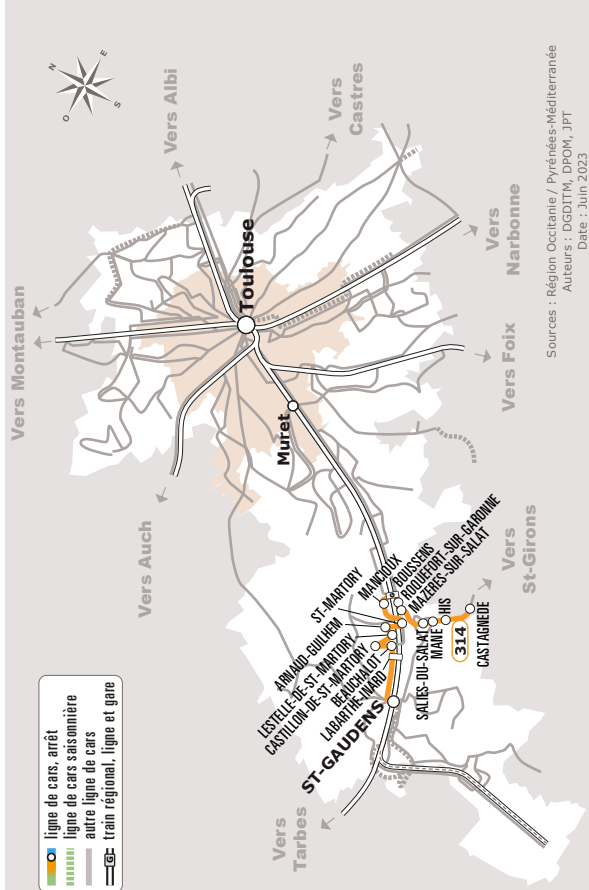 Vers Montauban
Vers Albi
N
E
S
O
Vers
Castres
Toulouse
Vers
Narbonne
Vers Auch
Muret
Vers Foix
Vers
St-Girons
ST-MARTORY
MANCIOUX
BOUSSENS
ROQUEFORT-SUR-GARONNE
MAZÈRES-SUR-SALAT
ARNAUD-GUILHEM
LESTELLE-DE-ST-MARTORY
CASTILLON-DE-ST-MARTORY
BEAUCHALOT
LABARTHE-INARD
ST-GAUDENS
SALIES-DU-SALAT
MANE
HIS
314
CASTAGNEDE
Vers
Tarbes
ligne de cars, arrêt
ligne de cars saisonnière
autre ligne de cars
G
train régional, ligne et gare
Sources : Région Occitanie / Pyrénées-Méditerranée
Auteurs : DGDITM, DPOM, JPT
Date : Juin 2023